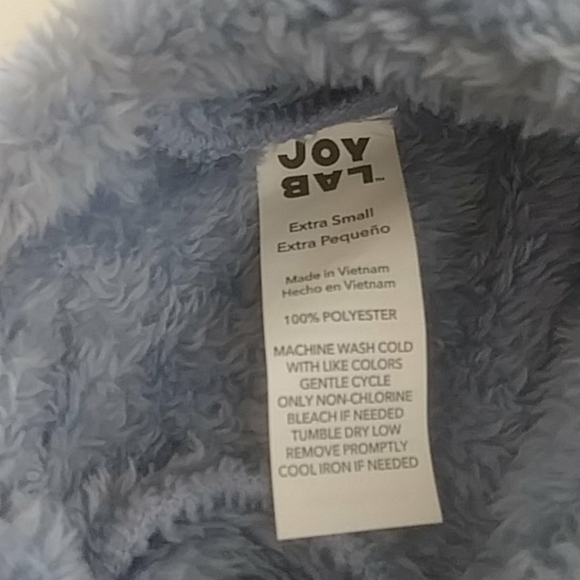 JOY
LAB™
Extra Small
Extra Pequeño
Made in Vietnam
Hecho en Vietnam
100% POLYESTER
MACHINE WASH COLD
WITH LIKE COLORS
GENTLE CYCLE
ONLY NON-CHLORINE
BLEACH IF NEEDED
TUMBLE DRY LOW
REMOVE PROMPTLY
COOL IRON IF NEEDED